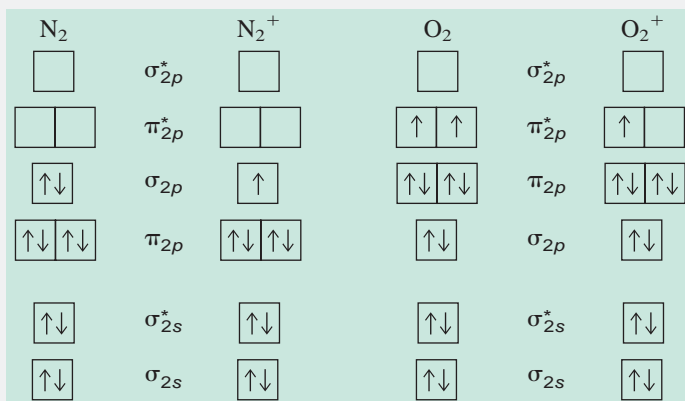 N₂ N₂⁺ O₂ O₂⁺
σ*₂ₚ σ*₂ₚ
π*₂ₚ ↑ ↑ π*₂ₚ ↑
↑↓ σ₂ₚ ↑ ↑↓ ↑↓ π₂ₚ ↑↓ ↑↓
↑↓ ↑↓ π₂ₚ ↑↓ ↑↓ ↑↓ σ₂ₚ ↑↓
↑↓ σ*₂ₛ ↑↓ ↑↓ σ*₂ₛ ↑↓
↑↓ σ₂ₛ ↑↓ ↑↓ σ₂ₛ ↑↓